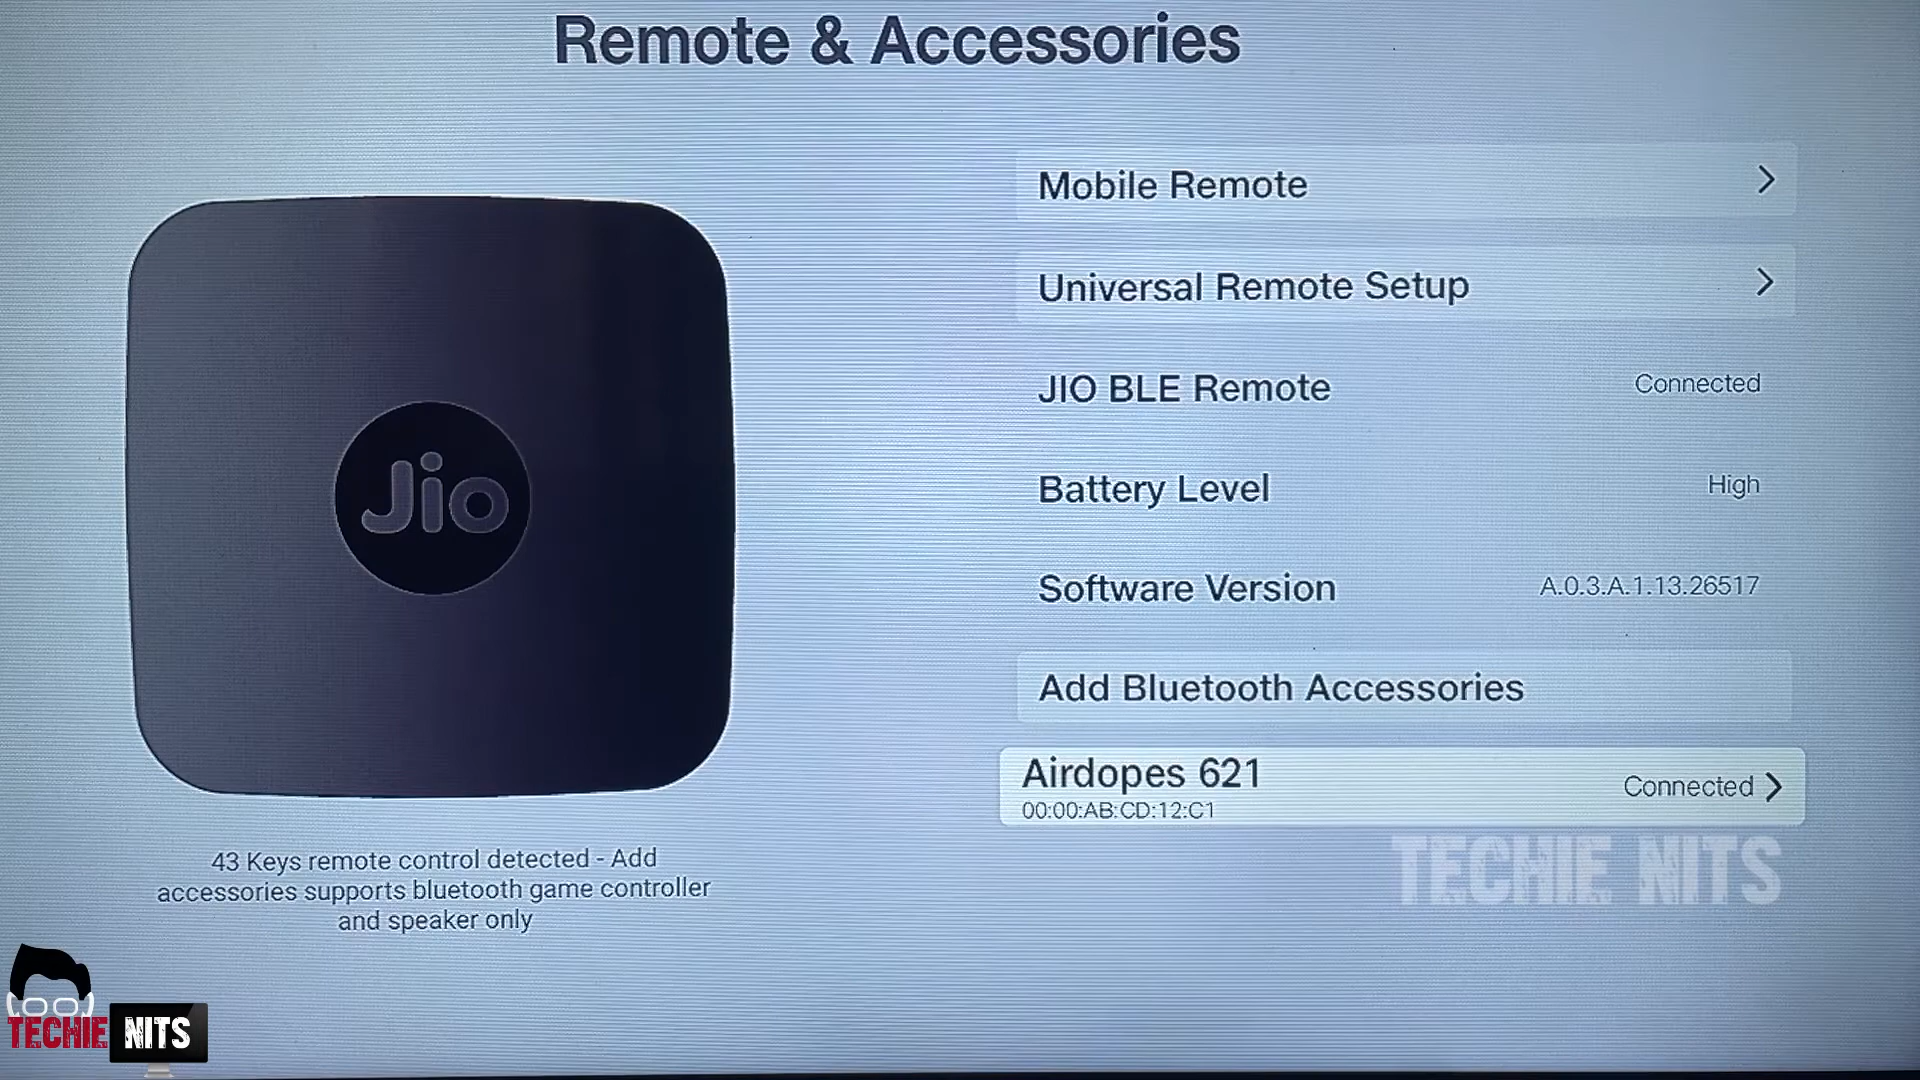 Remote & Accessories
Mobile Remote
Universal Remote Setup
JIO BLE Remote
Connected
Battery Level
High
Software Version
A.0.3.A.1.13.26517
Add Bluetooth Accessories
Airdopes 621
Connected
00:00:AB:CD:12:C1
Jio
43 Keys remote control detected - Add
accessories supports bluetooth game controller
and speaker only
TECHIE NITS
TECHIE NITS